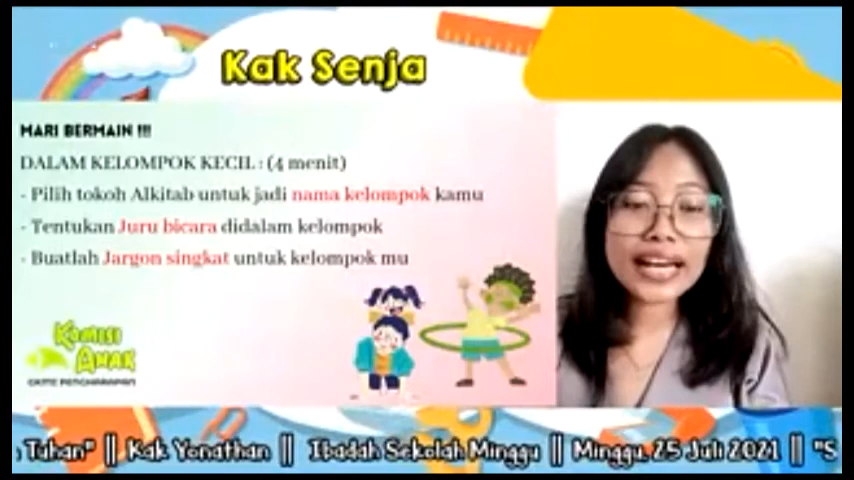 Kak Senja
MARI BERMAIN !!!
DALAM KELOMPOK KECIL : (4 menit)
- Pilih tokoh Alkitab untuk jadi nama kelompok kamu
- Tentukan Juru bicara didalam kelompok
- Buatlah Jargon singkat untuk kelompok mu
Komisi
Anak
GKMI PENGHARAPAN
Tuhan" || Kak Yonathan || Ibadah Sekolah Minggu || Minggu, 25 Juli 2021 || "S